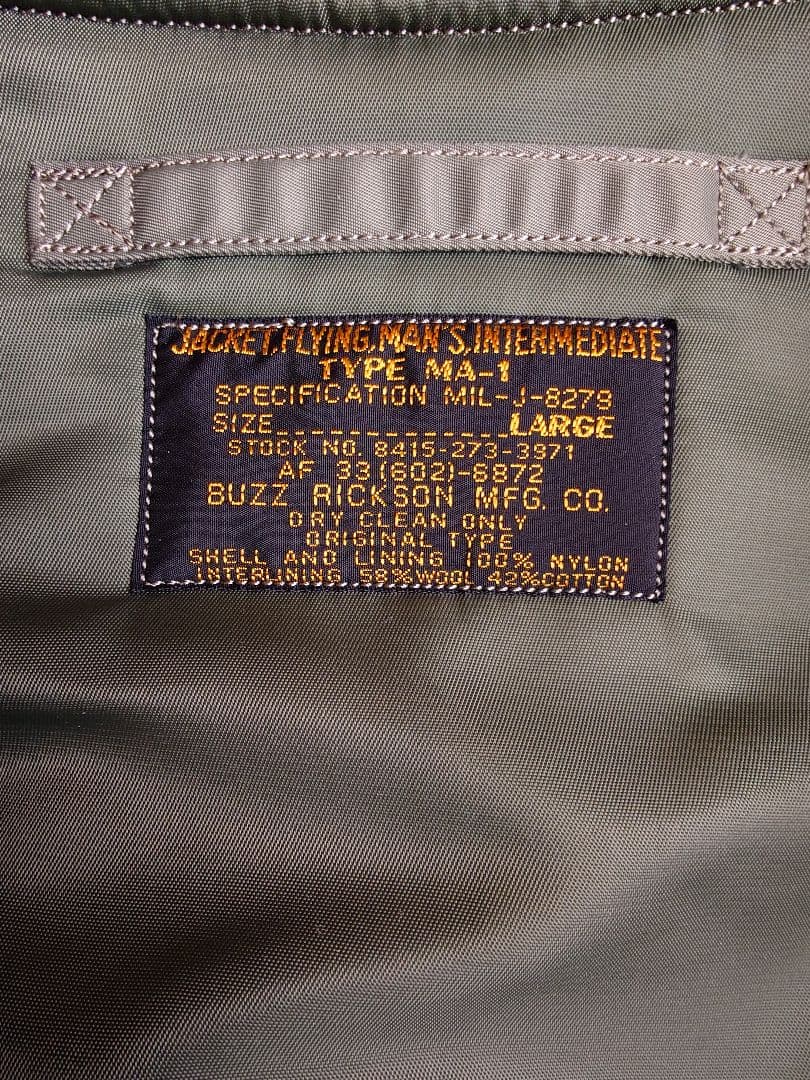 JACKET,FLYING,MAN'S,INTERMEDIATE
TYPE MA-1
SPECIFICATION MIL-J-8279
SIZE_______________LARGE
STOCK NO. 8415-273-3971
AF 33(602)-6872
BUZZ RICKSON MFG. CO.
DRY CLEAN ONLY
ORIGINAL TYPE
SHELL AND LINING 100% NYLON
INTERLINING 58%WOOL 42%COTTON